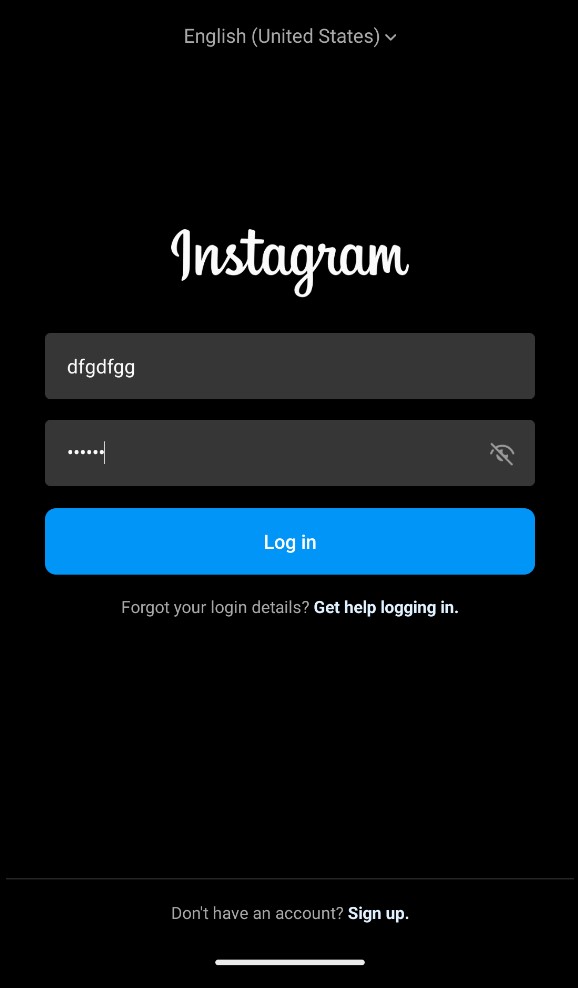 English (United States)
Instagram
dfgdfgg
••••••
Log in
Forgot your login details? Get help logging in.
Don't have an account? Sign up.